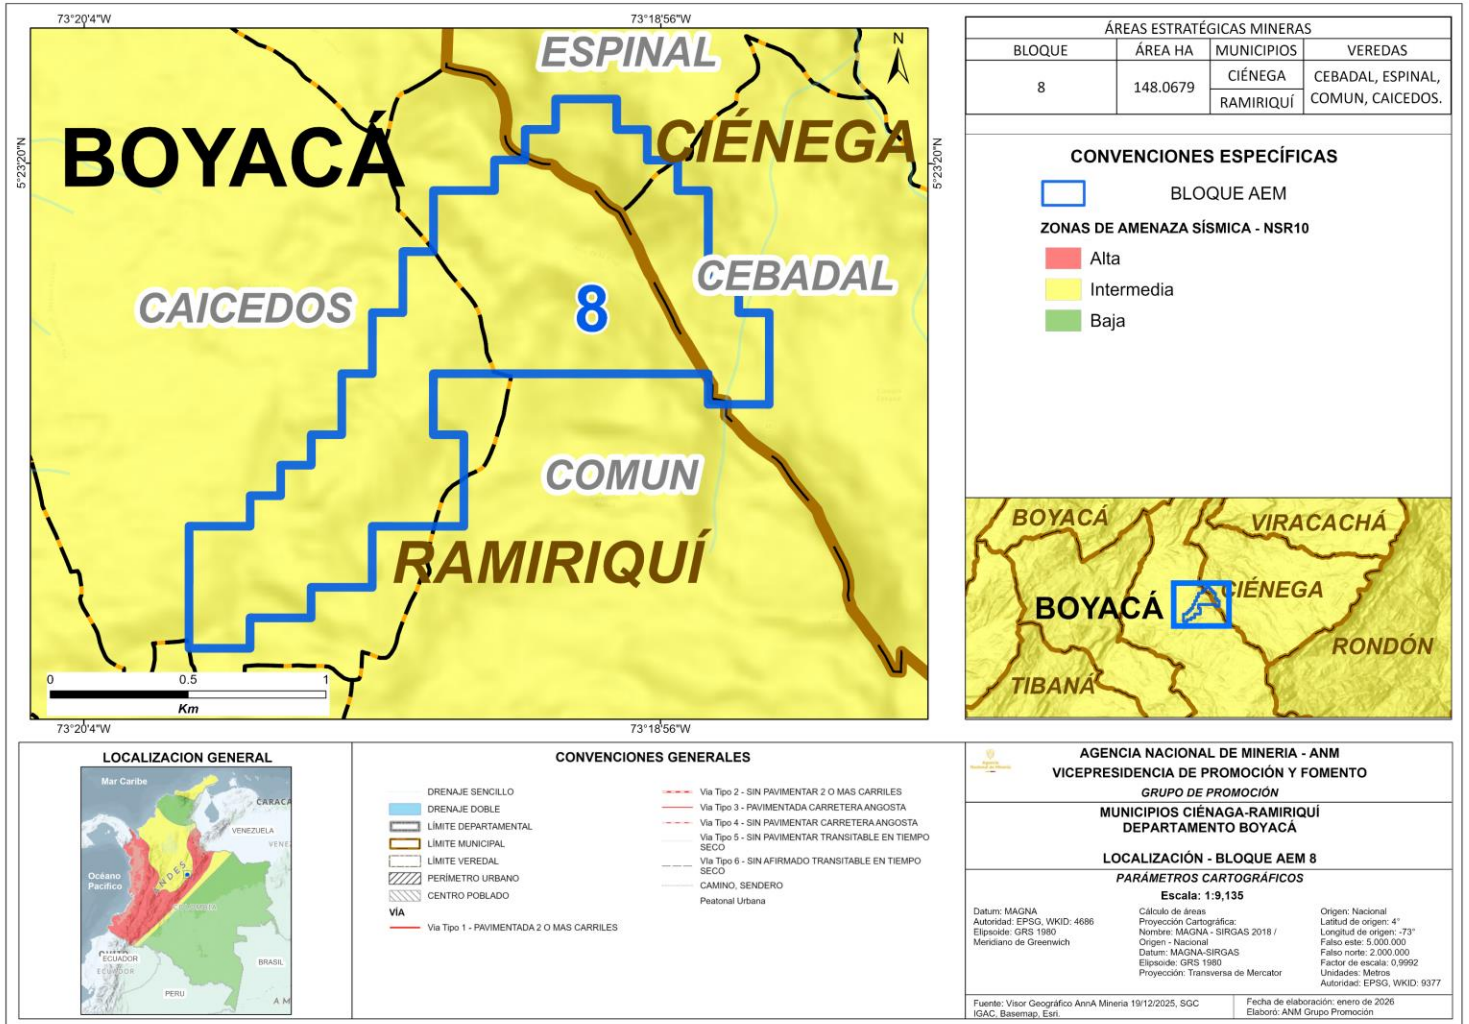 73°20'4"W
73°18'56"W
5°23'20"N
5°23'20"N
N
ESPINAL
BOYACÁ
CIÉNEGA
CEBADAL
CAICEDOS
8
COMUN
RAMIRIQUÍ
0 0.5 1
Km
73°20'4"W
73°18'56"W
ÁREAS ESTRATÉGICAS MINERAS
BLOQUE ÁREA HA MUNICIPIOS VEREDAS
8 148.0679 CIÉNEGA RAMIRIQUÍ CEBADAL, ESPINAL,
COMUN, CAICEDOS.
CONVENCIONES ESPECÍFICAS
BLOQUE AEM
ZONAS DE AMENAZA SÍSMICA - NSR10
Alta
Intermedia
Baja
BOYACÁ
VIRACACHÁ
CIÉNEGA
BOYACÁ
RONDÓN
TIBANÁ
LOCALIZACION GENERAL
Mar Caribe
CARACA
VENEZUELA
VENEZ
Océano
Pacífico
ANDES
COLOMBIA
QUITO
ECUADOR
ECUADOR
BRASIL
PERU
A M
CONVENCIONES GENERALES
DRENAJE SENCILLO
DRENAJE DOBLE
LÍMITE DEPARTAMENTAL
LÍMITE MUNICIPAL
LÍMITE VEREDAL
PERÍMETRO URBANO
CENTRO POBLADO
VÍA
Via Tipo 1 - PAVIMENTADA 2 O MAS CARRILES
Via Tipo 2 - SIN PAVIMENTAR 2 O MAS CARRILES
Via Tipo 3 - PAVIMENTADA CARRETERA ANGOSTA
Via Tipo 4 - SIN PAVIMENTAR CARRETERA ANGOSTA
Via Tipo 5 - SIN PAVIMENTAR TRANSITABLE EN TIEMPO
SECO
Via Tipo 6 - SIN AFIRMADO TRANSITABLE EN TIEMPO
SECO
CAMINO, SENDERO
Peatonal Urbana
AGENCIA NACIONAL DE MINERIA - ANM
VICEPRESIDENCIA DE PROMOCIÓN Y FOMENTO
GRUPO DE PROMOCIÓN
MUNICIPIOS CIÉNAGA-RAMIRIQUÍ
DEPARTAMENTO BOYACÁ
LOCALIZACIÓN - BLOQUE AEM 8
PARÁMETROS CARTOGRÁFICOS
Escala: 1:9,135
Datum: MAGNA
Autoridad: EPSG, WKID: 4686
Elipsoide: GRS 1980
Meridiano de Greenwich
Cálculo de áreas
Proyección Cartográfica:
Nombre: MAGNA - SIRGAS 2018 /
Origen - Nacional
Datum: MAGNA-SIRGAS
Elipsoide: GRS 1980
Proyección: Transversa de Mercator
Origen: Nacional
Latitud de origen: 4°
Longitud de origen: -73°
Falso este: 5.000.000
Falso norte: 2.000.000
Factor de escala: 0,9992
Unidades: Metros
Autoridad: EPSG, WKID: 9377
Fuente: Visor Geográfico AnnA Mineria 19/12/2025, SGC
IGAC, Basemap, Esri.
Fecha de elaboración: enero de 2026
Elaboró: ANM Grupo Promoción